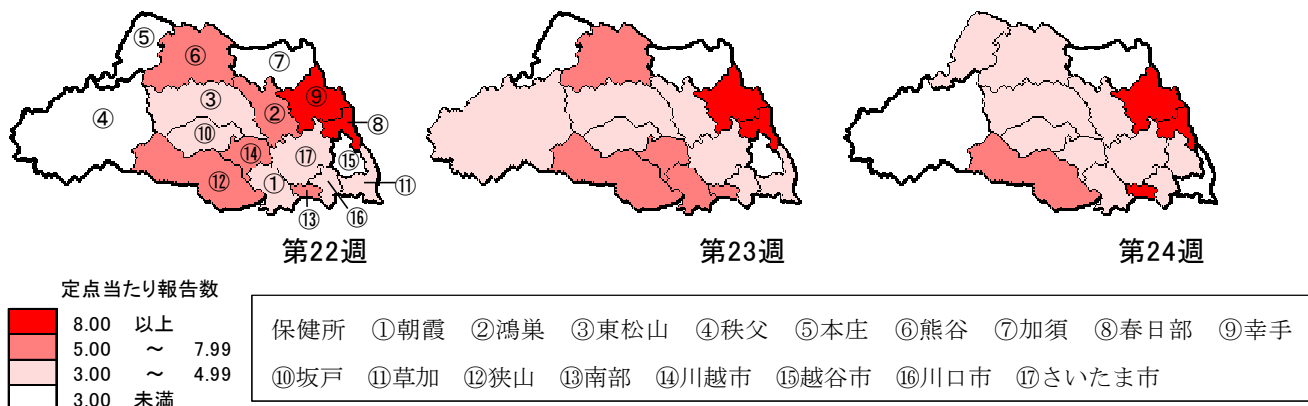 ⑤
⑥
⑦
③
⑨
②
④
⑧
⑩
⑭
⑰
⑮
⑫
①
⑪
⑬
⑯
第22週
第23週
第24週
定点当たり報告数
8.00 以上
5.00 ～ 7.99
3.00 ～ 4.99
3.00 未満
保健所 ①朝霞 ②鴻巣 ③東松山 ④秩父 ⑤本庄 ⑥熊谷 ⑦加須 ⑧春日部 ⑨幸手
⑩坂戸 ⑪草加 ⑫狭山 ⑬南部 ⑭川越市 ⑮越谷市 ⑯川口市 ⑰さいたま市